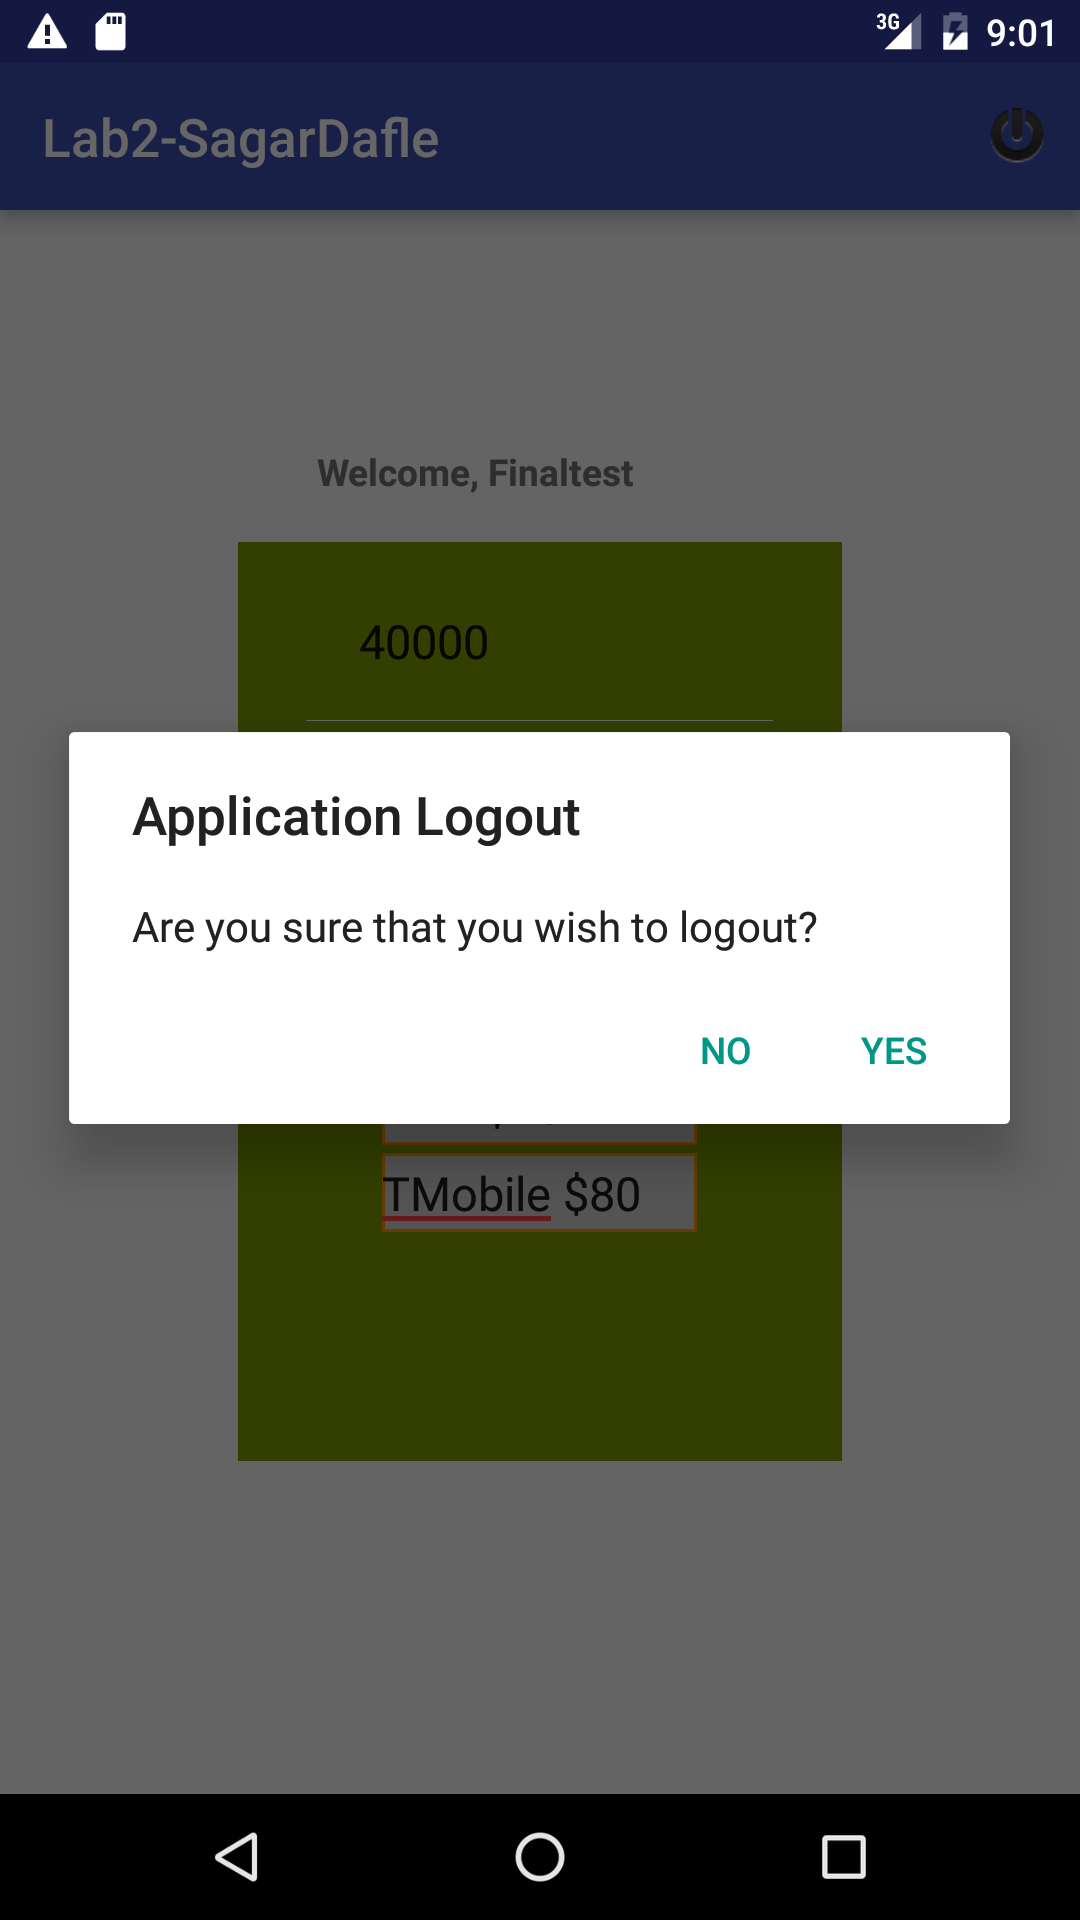 3G 9:01
Lab2-SagarDafle
Welcome, Finaltest
40000
Application Logout
Are you sure that you wish to logout?
NO YES
TMobile $80